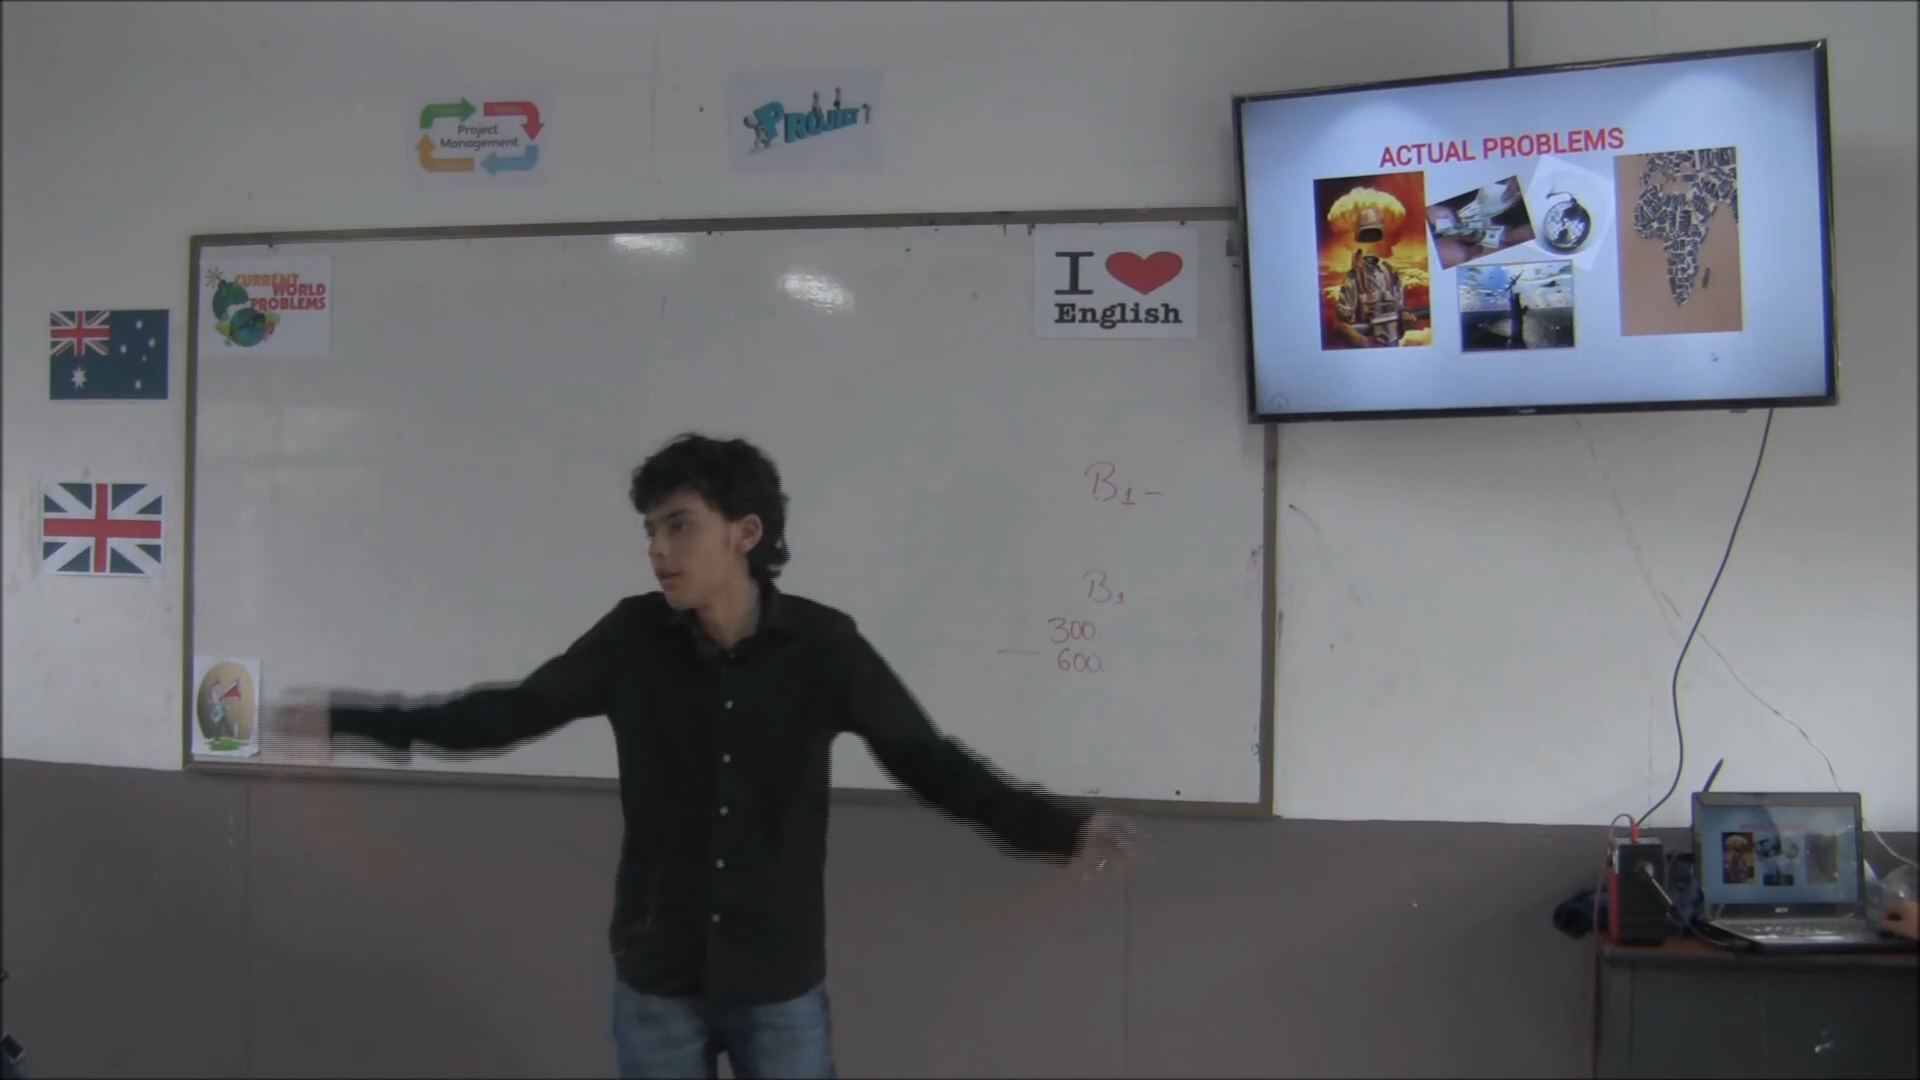 Project
Management
PROJECT
ACTUAL PROBLEMS
CURRENT
WORLD
PROBLEMS
I
English
B1 -
B1
300.
600.